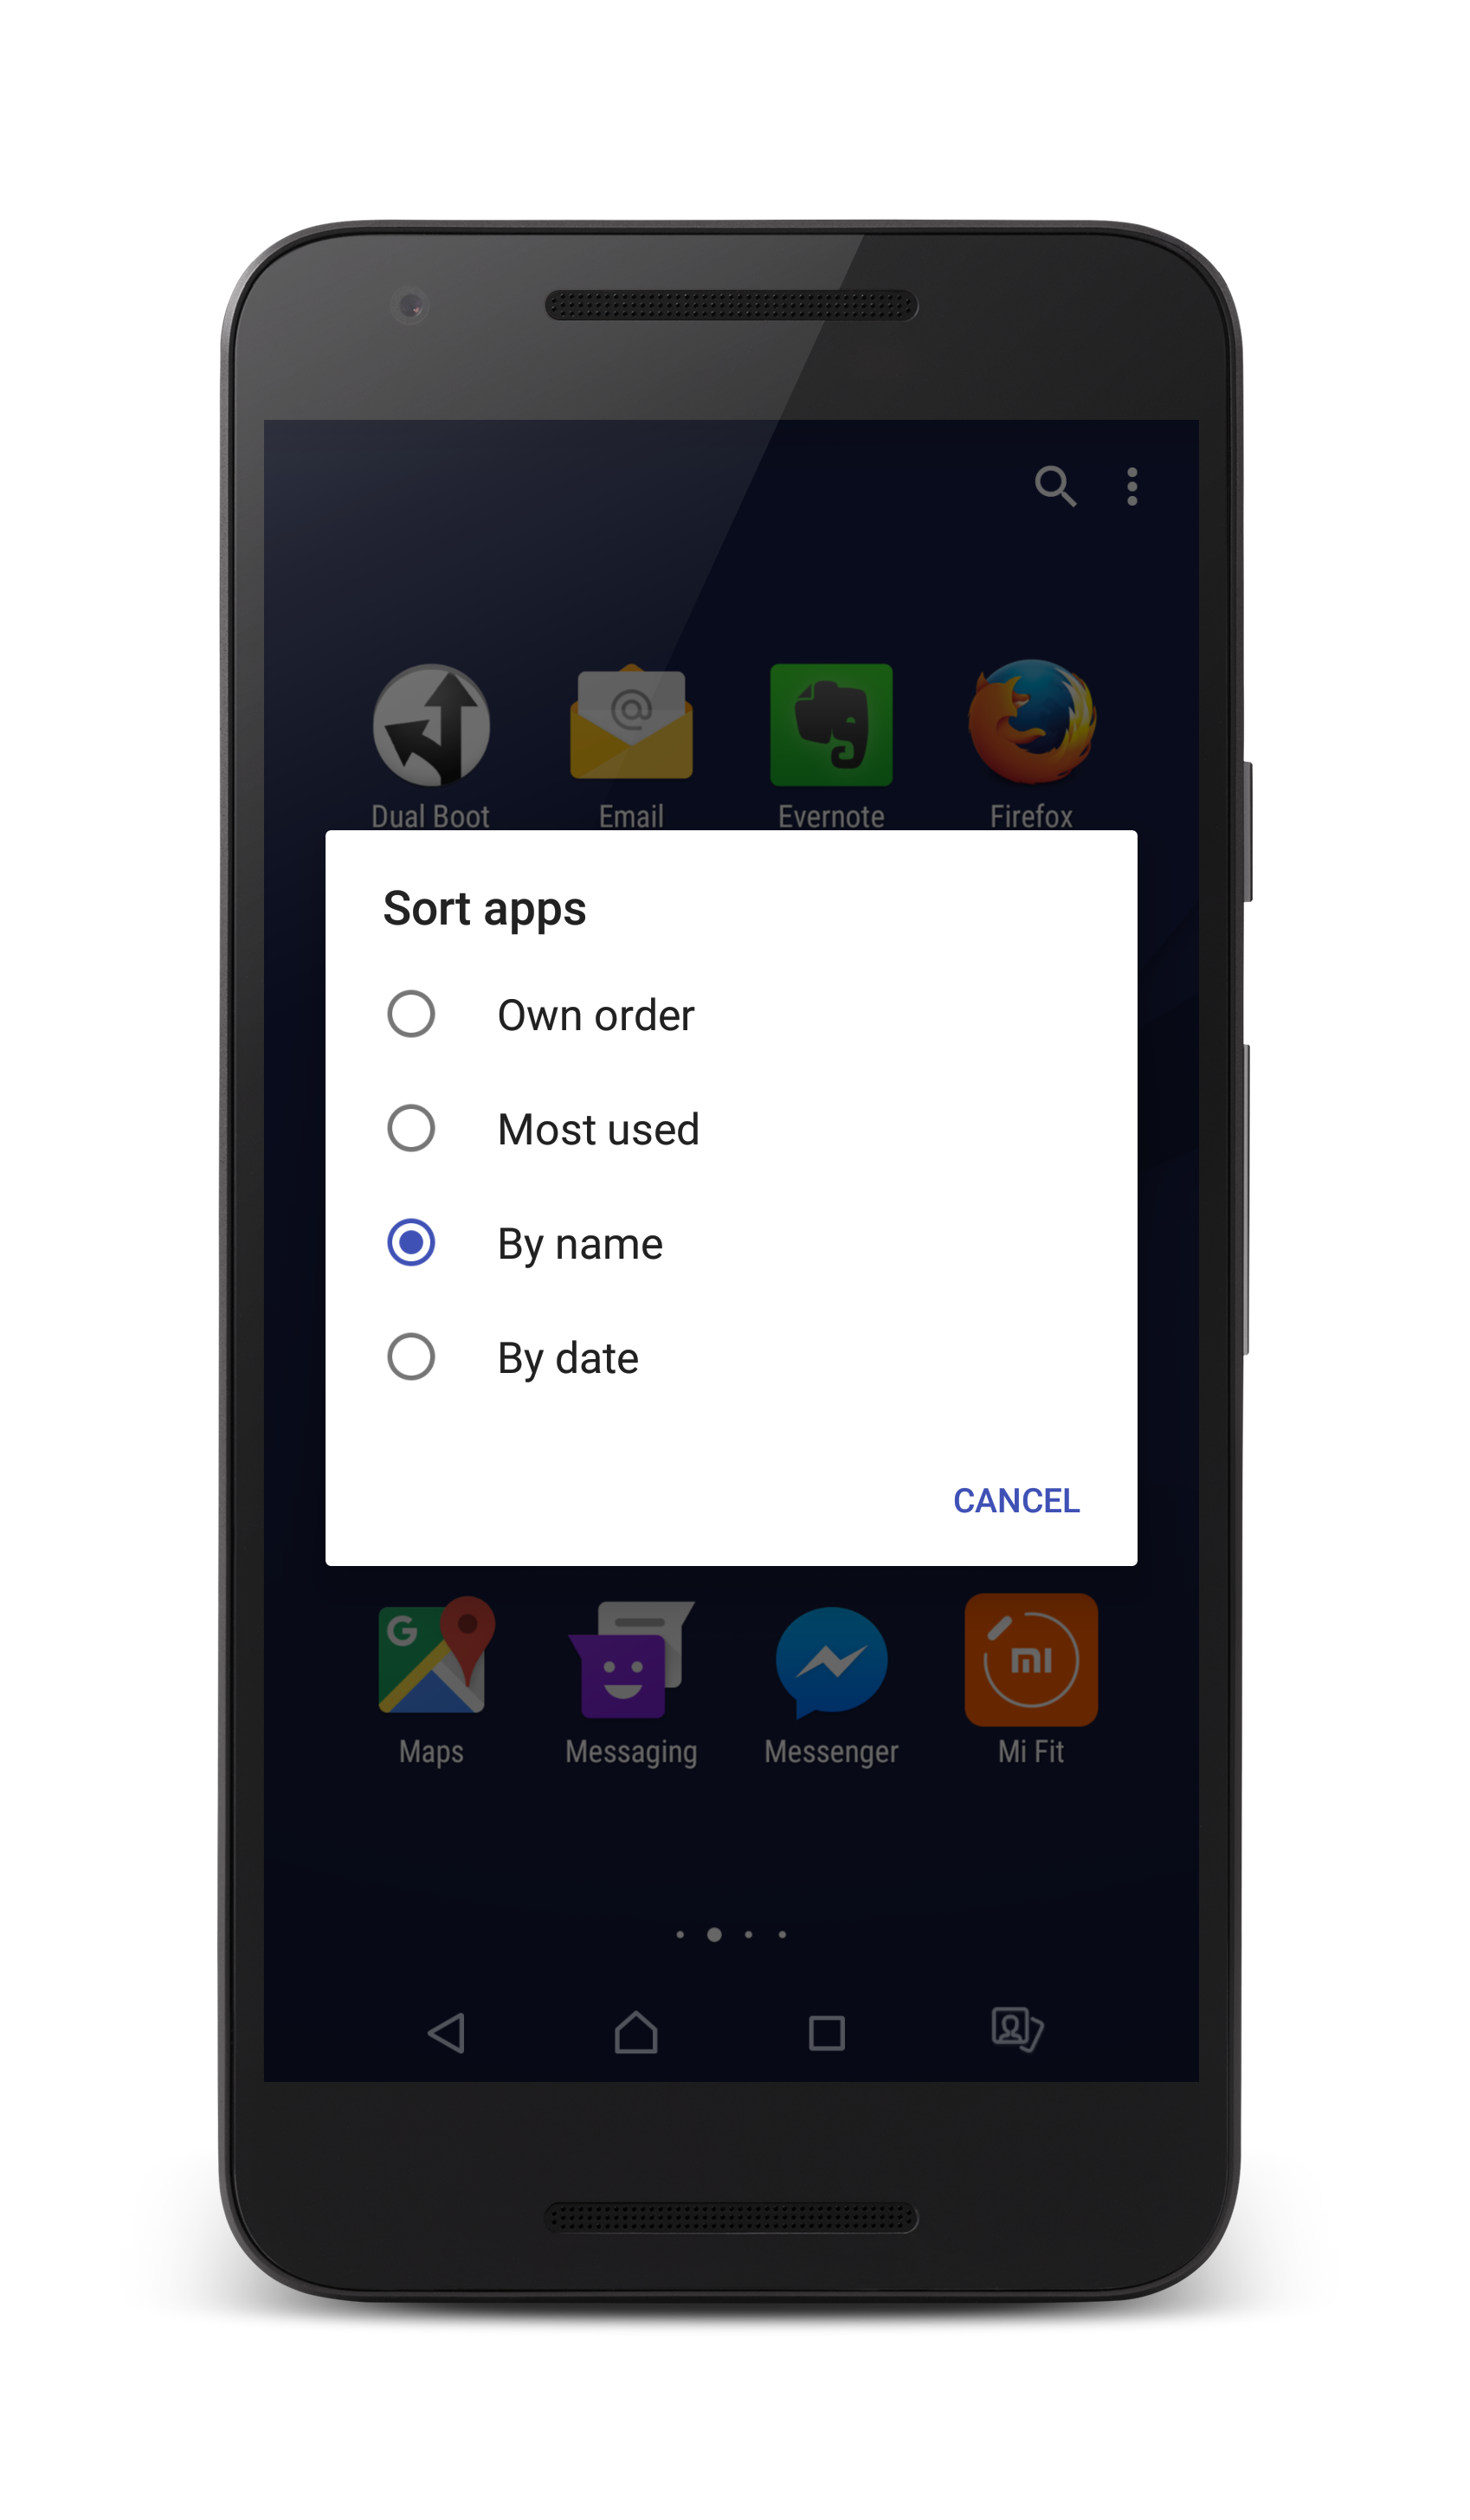 Dual Boot Email Evernote Firefox
Sort apps
Own order
Most used
By name
By date
CANCEL
G
@
mi
Maps Messaging Messenger Mi Fit